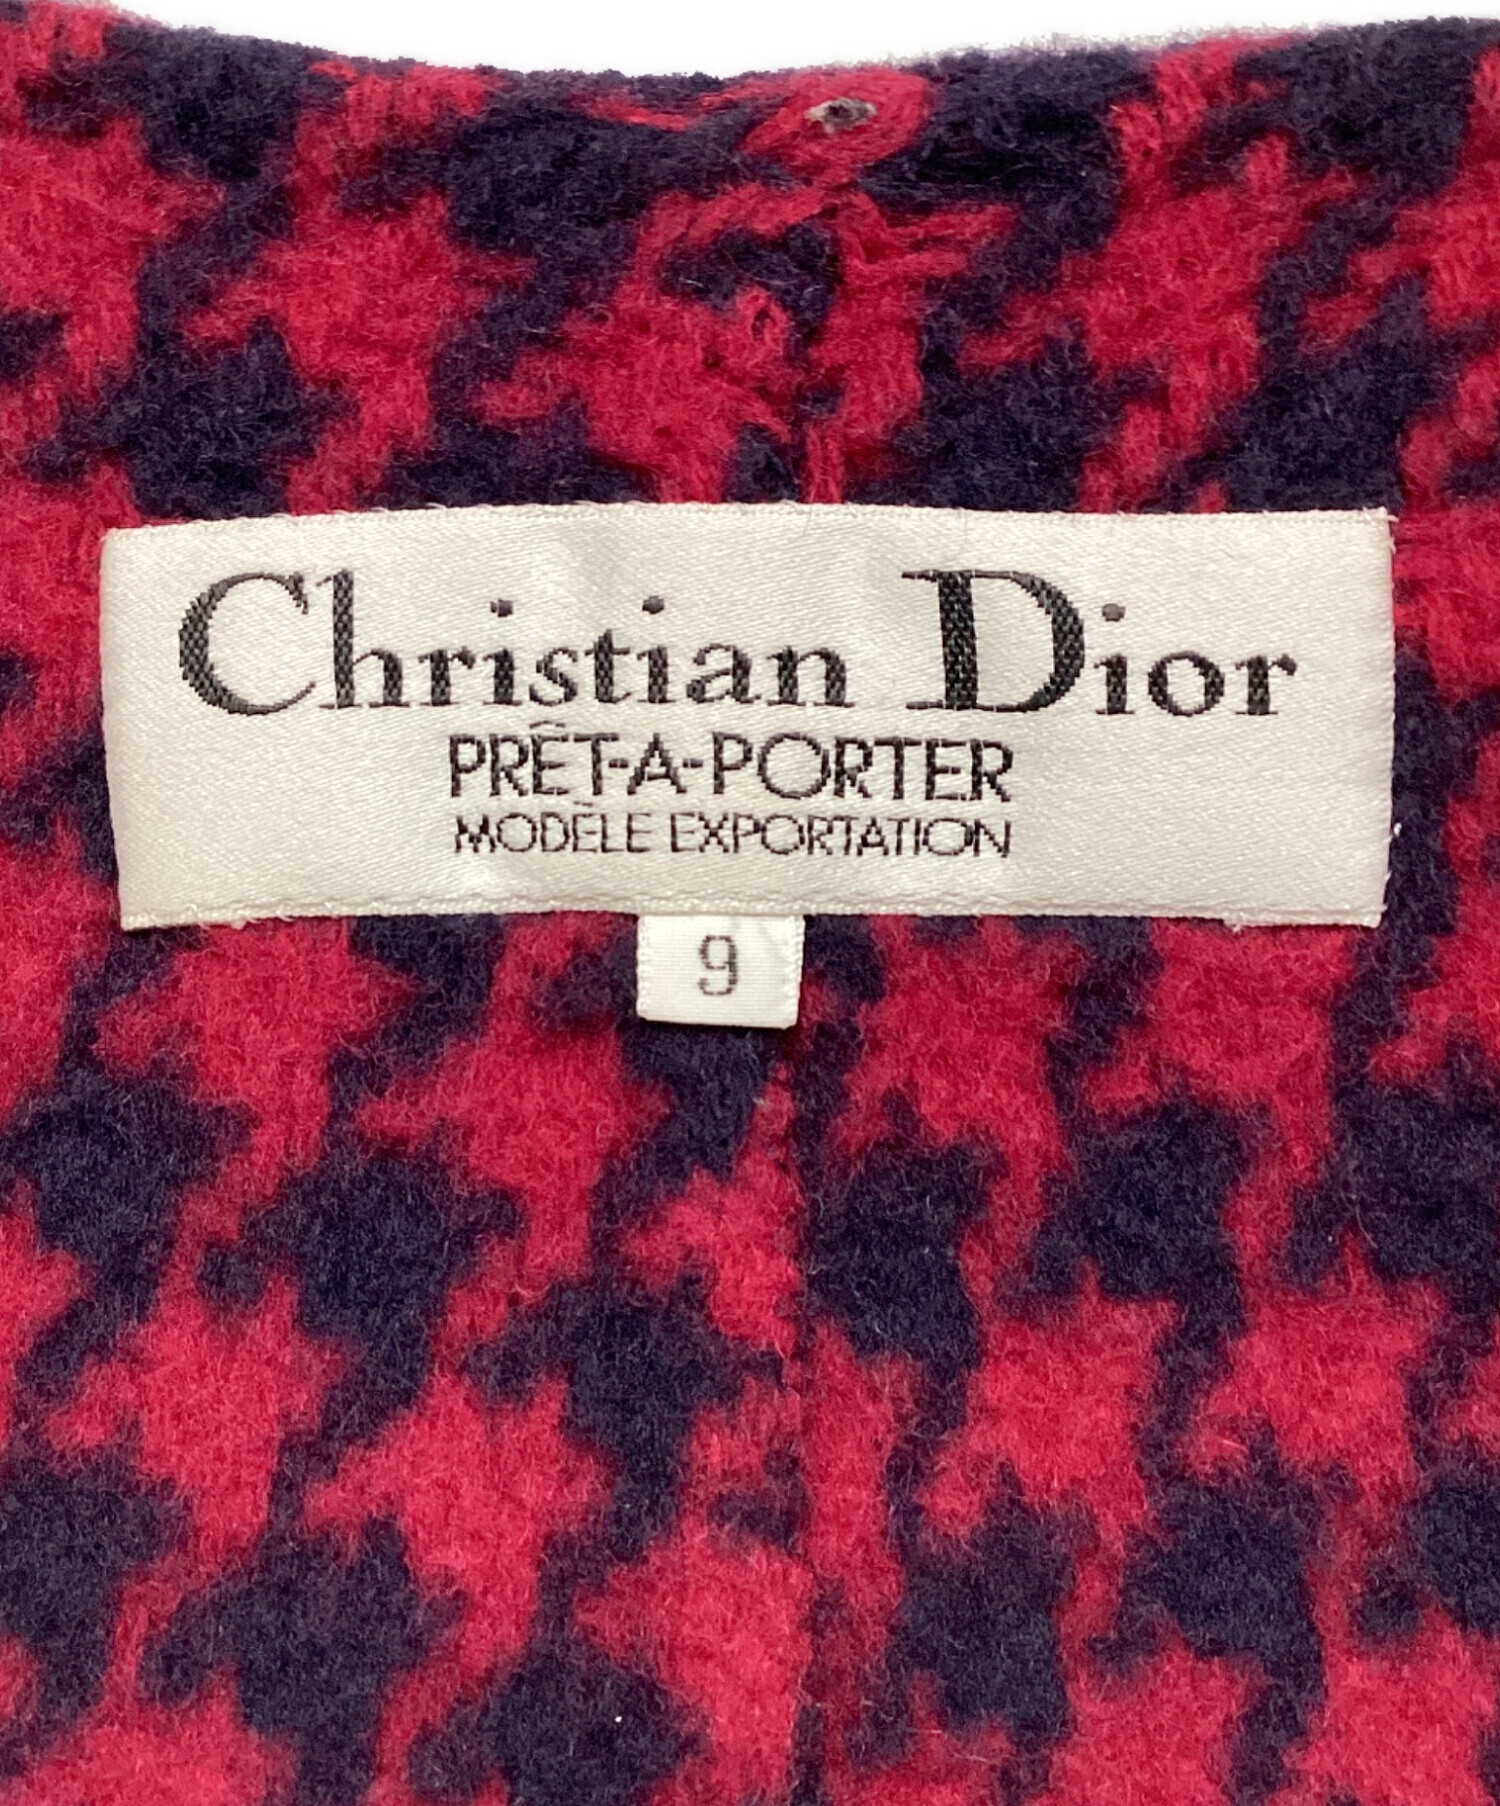 Christian Dior
PRÊT-A-PORTER
MODÈLE EXPORTATION
9